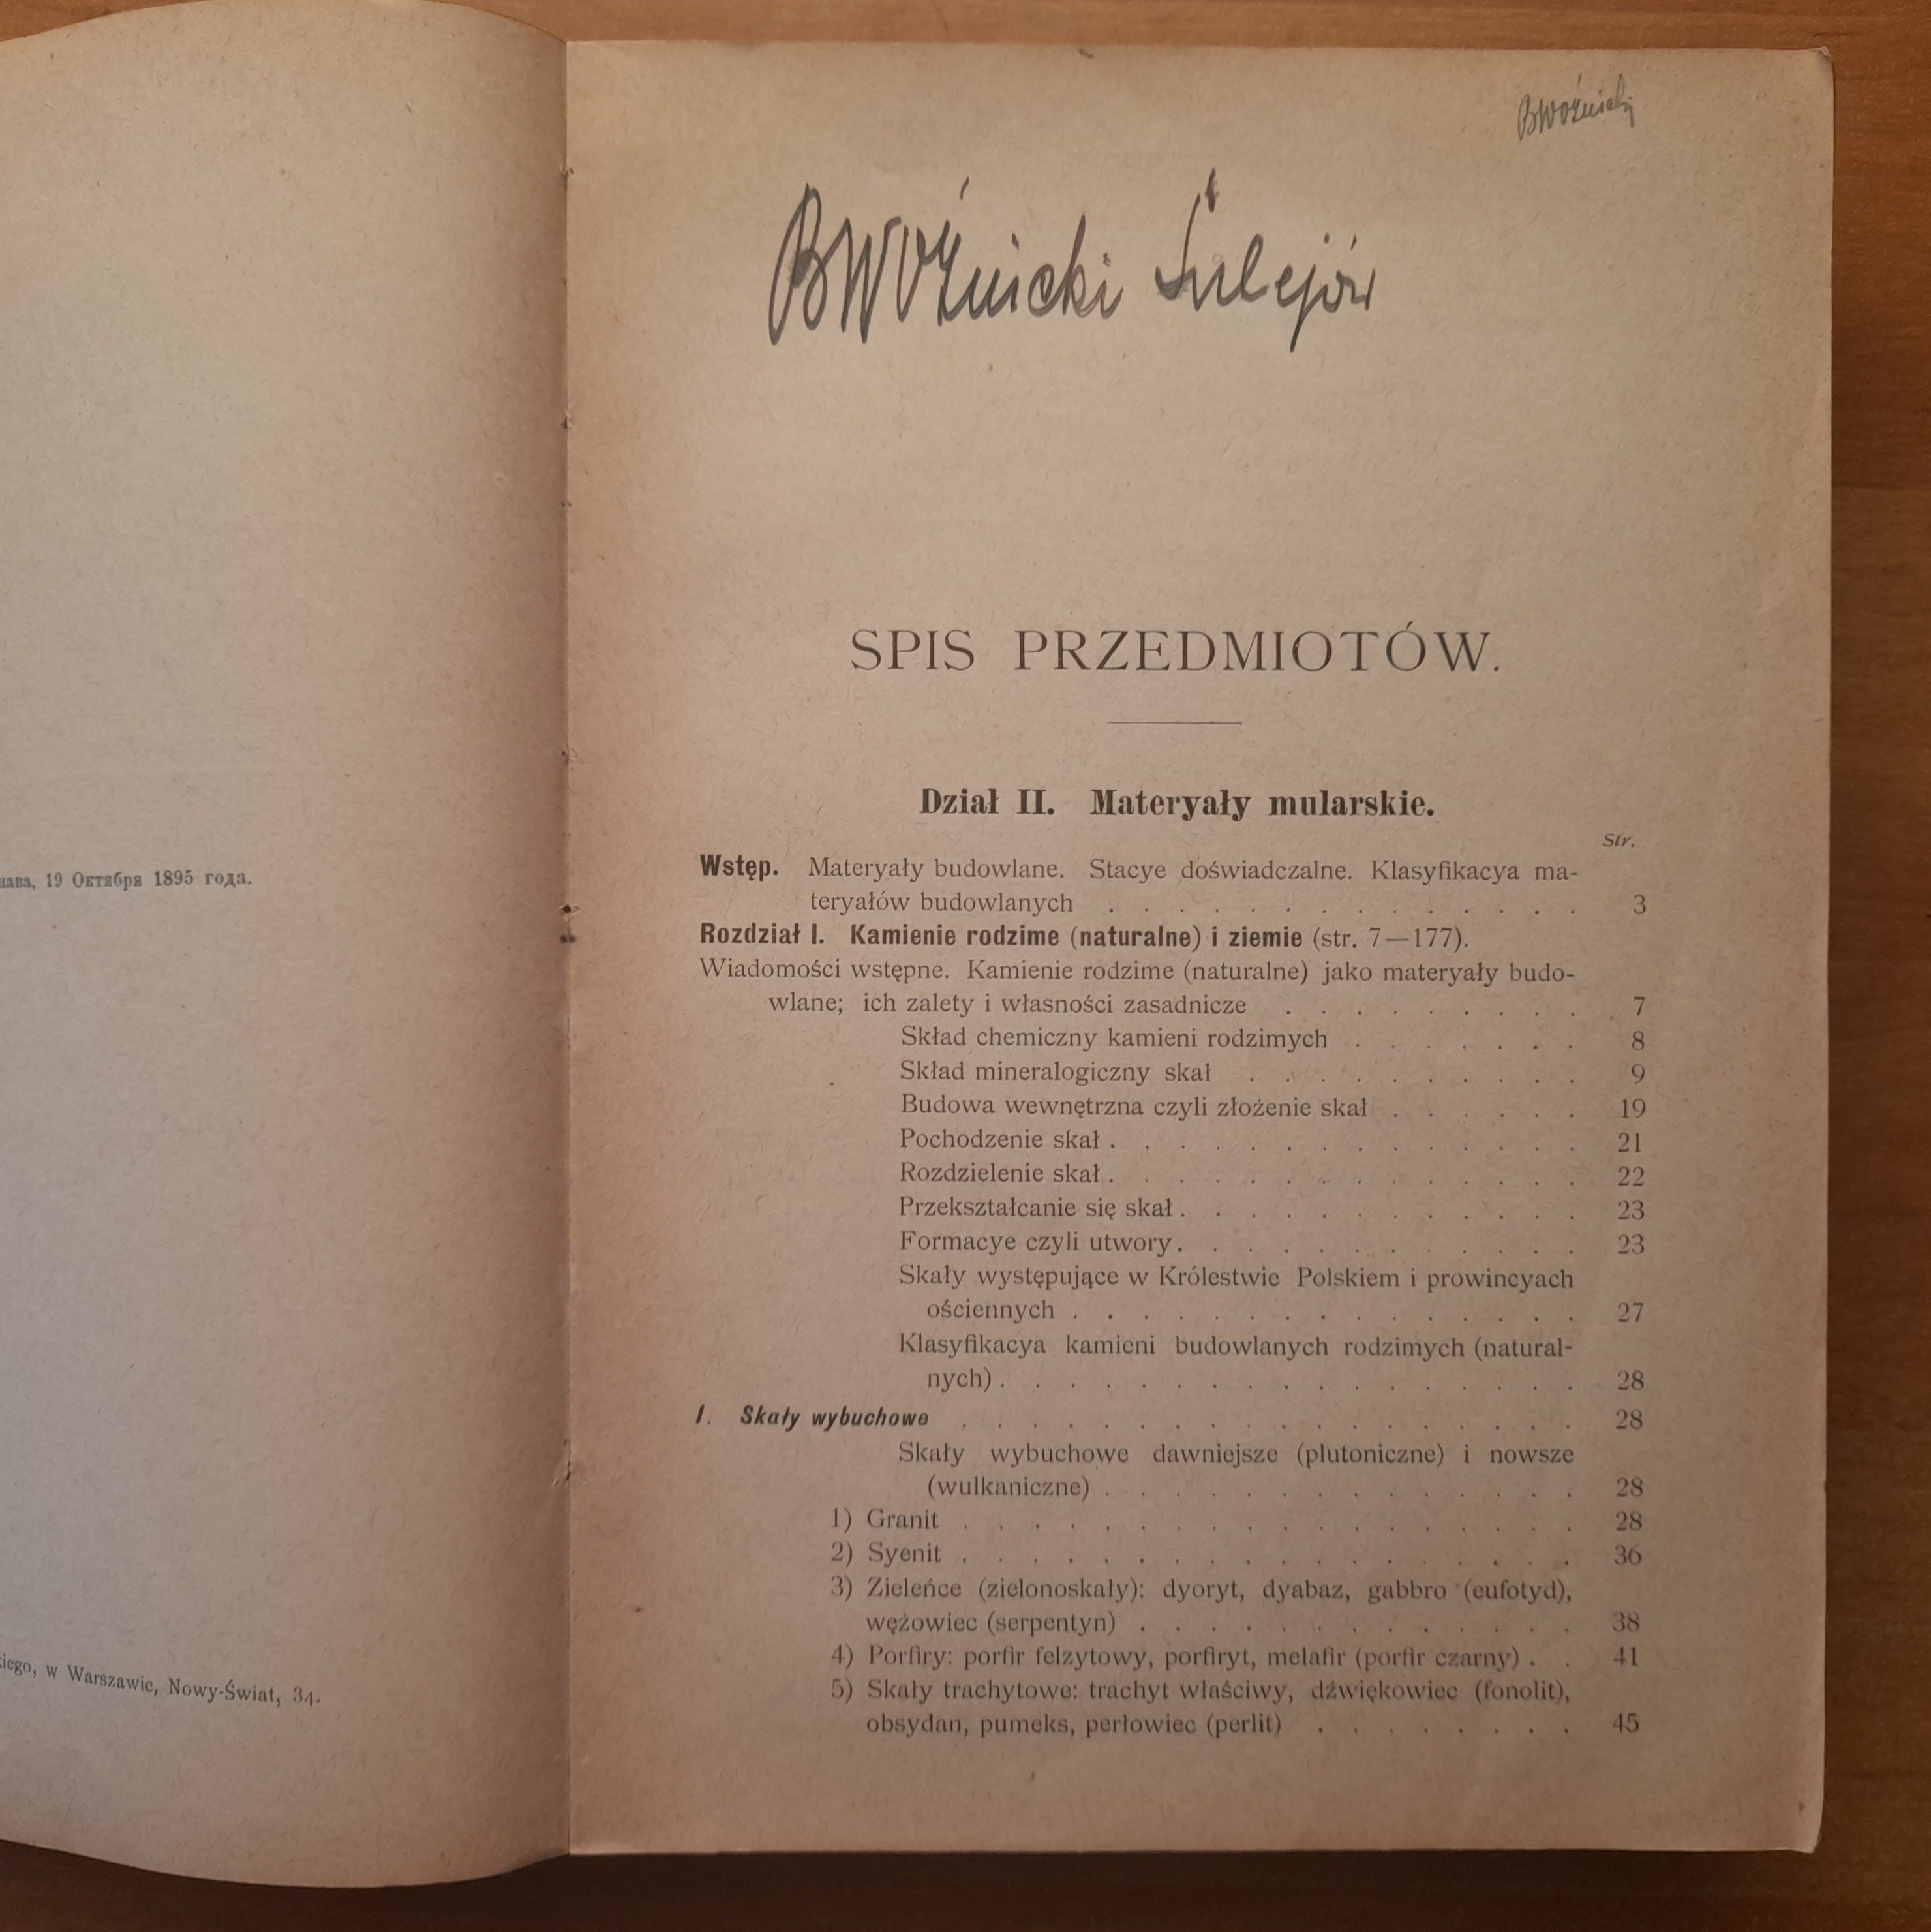 19 Октября 1895 года.
w Warszawie, Nowy-Świat, 34.
BWoźnicki
BWoźnicki Sulejów
SPIS PRZEDMIOTÓW.
Dział II. Materyały mularskie.
Str.
Wstęp. Materyały budowlane. Stacye doświadczalne. Klasyfikacya ma-
teryałów budowlanych . . . . . . . . . . . . . . 3
Rozdział I. Kamienie rodzime (naturalne) i ziemie (str. 7—177).
Wiadomości wstępne. Kamienie rodzime (naturalne) jako materyały budo-
wlane; ich zalety i własności zasadnicze . . . . . . . . . 7
Skład chemiczny kamieni rodzimych . . . . . . . 8
Skład mineralogiczny skał . . . . . . . . . . 9
Budowa wewnętrzna czyli złożenie skał . . . . . . 19
Pochodzenie skał . . . . . . . . . . . . . . 21
Rozdzielenie skał . . . . . . . . . . . . . . 22
Przekształcanie się skał . . . . . . . . . . . . 23
Formacye czyli utwory . . . . . . . . . . . . 23
Skały występujące w Królestwie Polskiem i prowincyach
ościennych . . . . . . . . . . . . . . . 27
Klasyfikacya kamieni budowlanych rodzimych (natural-
nych) . . . . . . . . . . . . . . . . . 28
I. Skały wybuchowe . . . . . . . . . . . . . . . . . . 28
Skały wybuchowe dawniejsze (plutoniczne) i nowsze
(wulkaniczne) . . . . . . . . . . . . . . 28
1) Granit . . . . . . . . . . . . . . . . . . 28
2) Syenit . . . . . . . . . . . . . . . . . . 36
3) Zieleńce (zielonoskały): dyoryt, dyabaz, gabbro (eufotyd),
wężowiec (serpentyn) . . . . . . . . . . . . . 38
4) Porfiry: porfir felzytowy, porfiryt, melafir (porfir czarny) . . 41
5) Skały trachytowe: trachyt właściwy, dźwiękowiec (fonolit),
obsydan, pumeks, perłowiec (perlit) . . . . . . . . 45